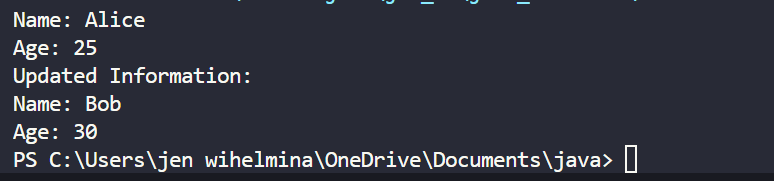 Name: Alice
Age: 25
Updated Information:
Name: Bob
Age: 30
PS C:\Users\jen wihelmina\OneDrive\Documents\java>